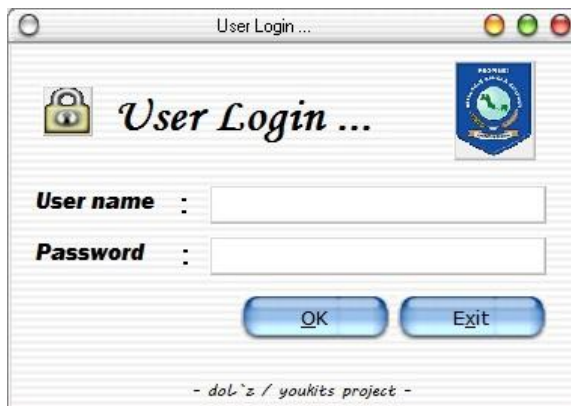 User Login ...
User Login ...
User name :
Password :
OK Exit
- dol`z / youkits project -